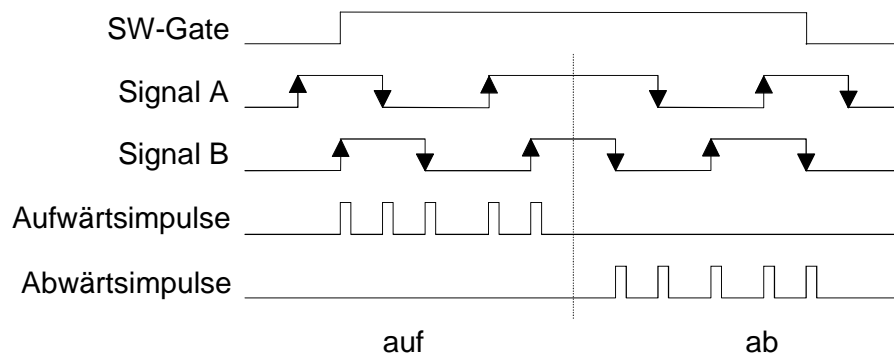 SW-Gate
Signal A
Signal B
Aufwärtsimpulse
Abwärtsimpulse
auf ab